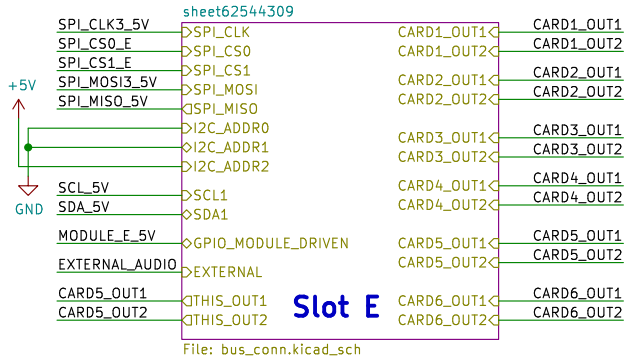 sheet62544309
SPI_CLK3_5V SPI_CLK CARD1_OUT1 CARD1_OUT1
SPI_CS0_E SPI_CS0 CARD1_OUT2 CARD1_OUT2
SPI_CS1_E SPI_CS1 CARD2_OUT1 CARD2_OUT1
+5V SPI_MOSI3_5V SPI_MOSI CARD2_OUT2 CARD2_OUT2
SPI_MISO_5V SPI_MISO
I2C_ADDR0 CARD3_OUT1 CARD3_OUT1
I2C_ADDR1 CARD3_OUT2 CARD3_OUT2
I2C_ADDR2
GND SCL_5V SCL1 CARD4_OUT1 CARD4_OUT1
SDA_5V SDA1 CARD4_OUT2 CARD4_OUT2
MODULE_E_5V GPIO_MODULE_DRIVEN CARD5_OUT1 CARD5_OUT1
EXTERNAL_AUDIO EXTERNAL CARD5_OUT2 CARD5_OUT2
CARD5_OUT1 THIS_OUT1 Slot E CARD6_OUT1 CARD6_OUT1
CARD5_OUT2 THIS_OUT2 CARD6_OUT2 CARD6_OUT2
File: bus_conn.kicad_sch